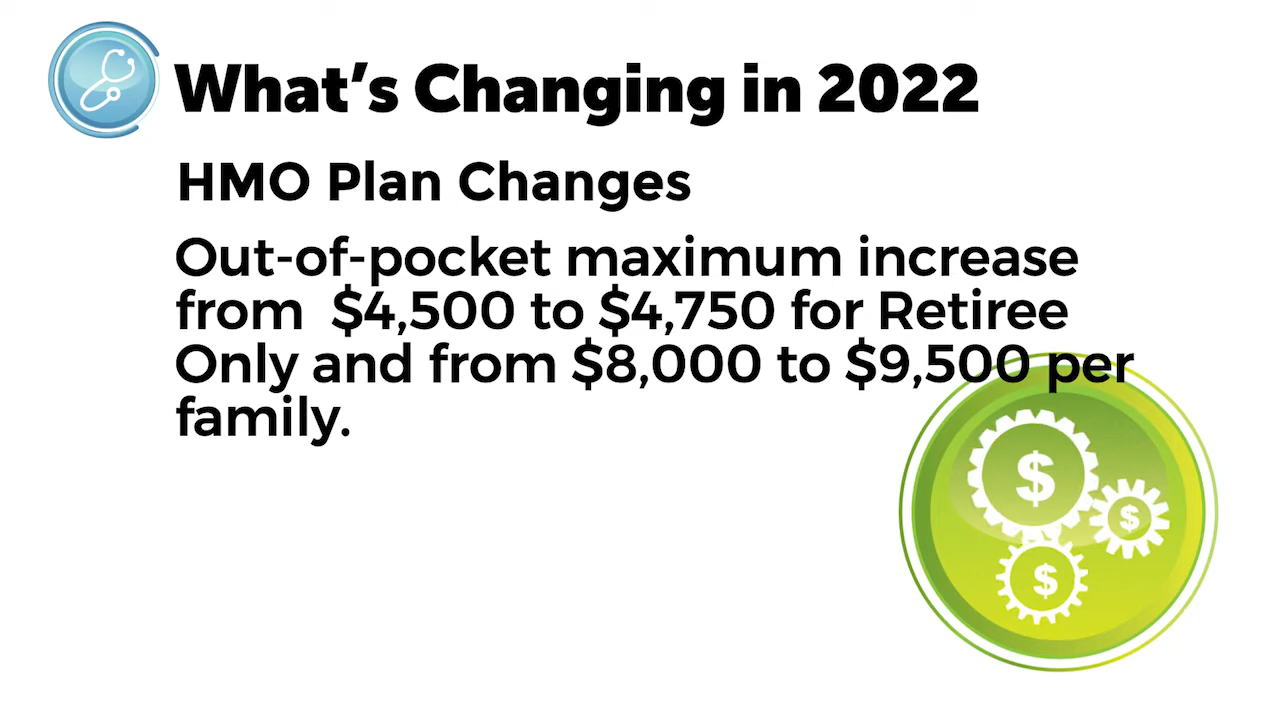 What's Changing in 2022
HMO Plan Changes
Out-of-pocket maximum increase
from $4,500 to $4,750 for Retiree
Only and from $8,000 to $9,500 per
family.
$
$
$